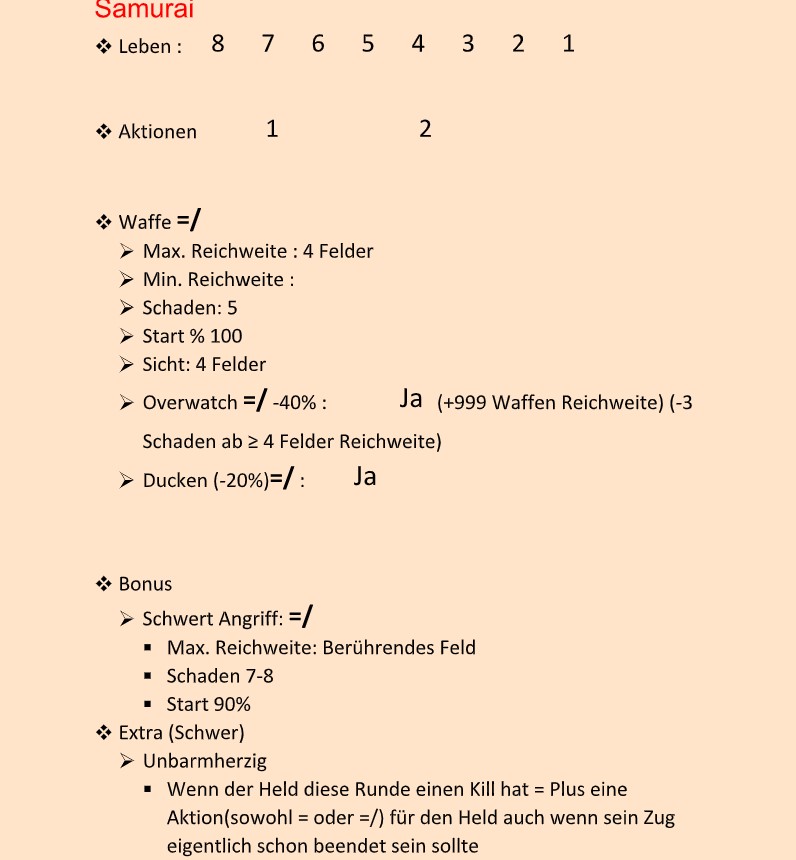 Samurai
❖ Leben : 8 7 6 5 4 3 2 1
❖ Aktionen 1 2
❖ Waffe =/
➢ Max. Reichweite : 4 Felder
➢ Min. Reichweite :
➢ Schaden: 5
➢ Start % 100
➢ Sicht: 4 Felder
➢ Overwatch =/ -40% : Ja (+999 Waffen Reichweite) (-3
Schaden ab ≥ 4 Felder Reichweite)
➢ Ducken (-20%)=/ : Ja
❖ Bonus
➢ Schwert Angriff: =/
▪ Max. Reichweite: Berührendes Feld
▪ Schaden 7-8
▪ Start 90%
❖ Extra (Schwer)
➢ Unbarmherzig
▪ Wenn der Held diese Runde einen Kill hat = Plus eine
Aktion(sowohl = oder =/) für den Held auch wenn sein Zug
eigentlich schon beendet sein sollte